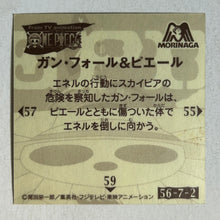 From TV animation
ONE PIECE
MORINAGA
ガン・フォール&ピエール
エネルの行動にスカイピアの
危険を察知したガン・フォールは、
ピエールとともに傷ついた体で
エネルを倒しに向かう。
57
55
59
56-7-2
©尾田栄一郎/集英社・フジテレビ・東映アニメーション